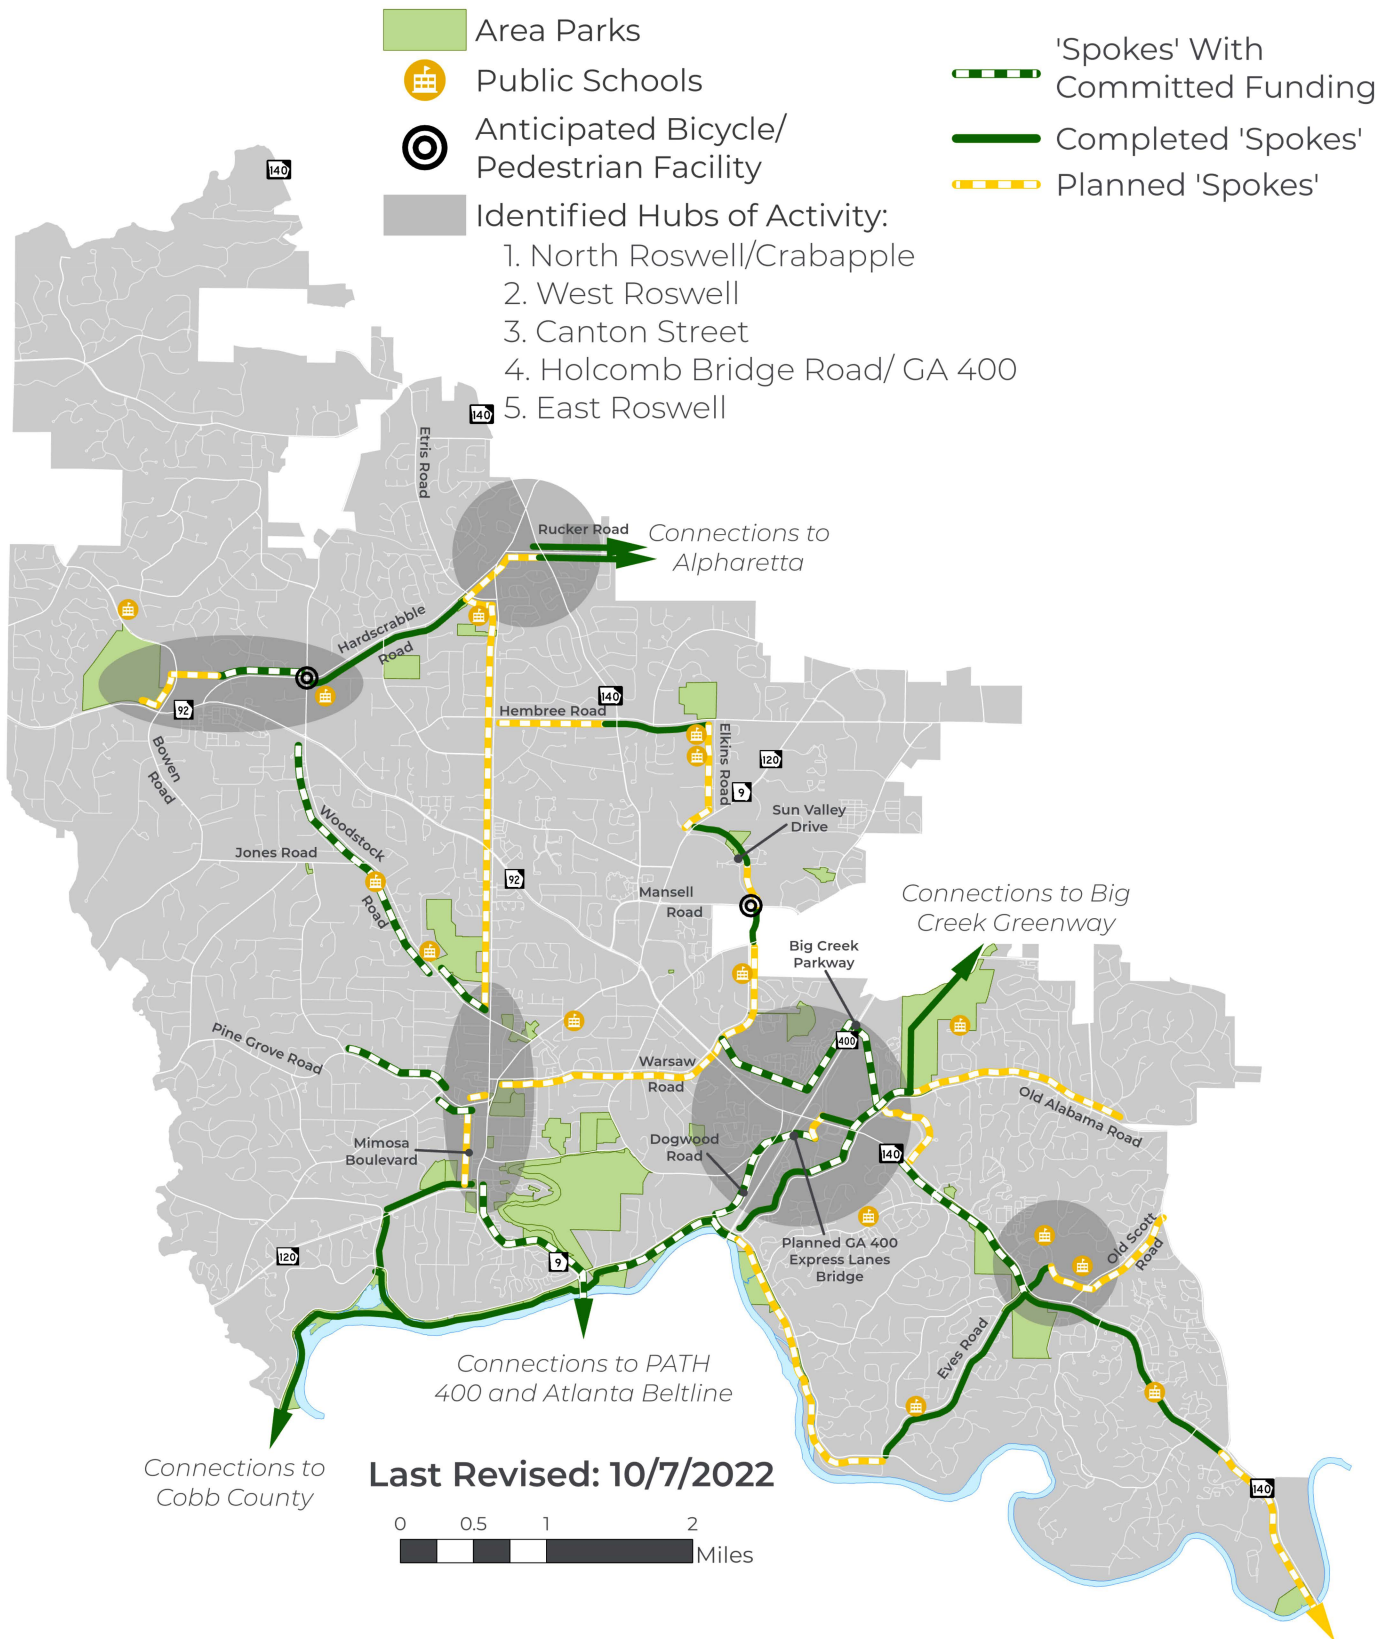 Area Parks
Public Schools
Anticipated Bicycle/
Pedestrian Facility
Identified Hubs of Activity:
1. North Roswell/Crabapple
2. West Roswell
3. Canton Street
4. Holcomb Bridge Road/ GA 400
5. East Roswell
'Spokes' With
Committed Funding
Completed 'Spokes'
Planned 'Spokes'
140
140
Etris Road
Rucker Road
Connections to
Alpharetta
Hardscrabble
Road
92
140
Hembree Road
Elkins Road
120
9
Bowen
Road
Sun Valley
Drive
Woodstock
Road
Jones Road
92
Mansell
Road
Connections to Big
Creek Greenway
Big Creek
Parkway
400
Pine Grove Road
Warsaw
Road
Old Alabama Road
Mimosa
Boulevard
Dogwood
Road
140
Planned GA 400
Express Lanes
Bridge
Old Scott
Road
120
9
Eves Road
Connections to PATH
400 and Atlanta Beltline
Connections to
Cobb County
140
Last Revised: 10/7/2022
0 0.5 1 2
Miles